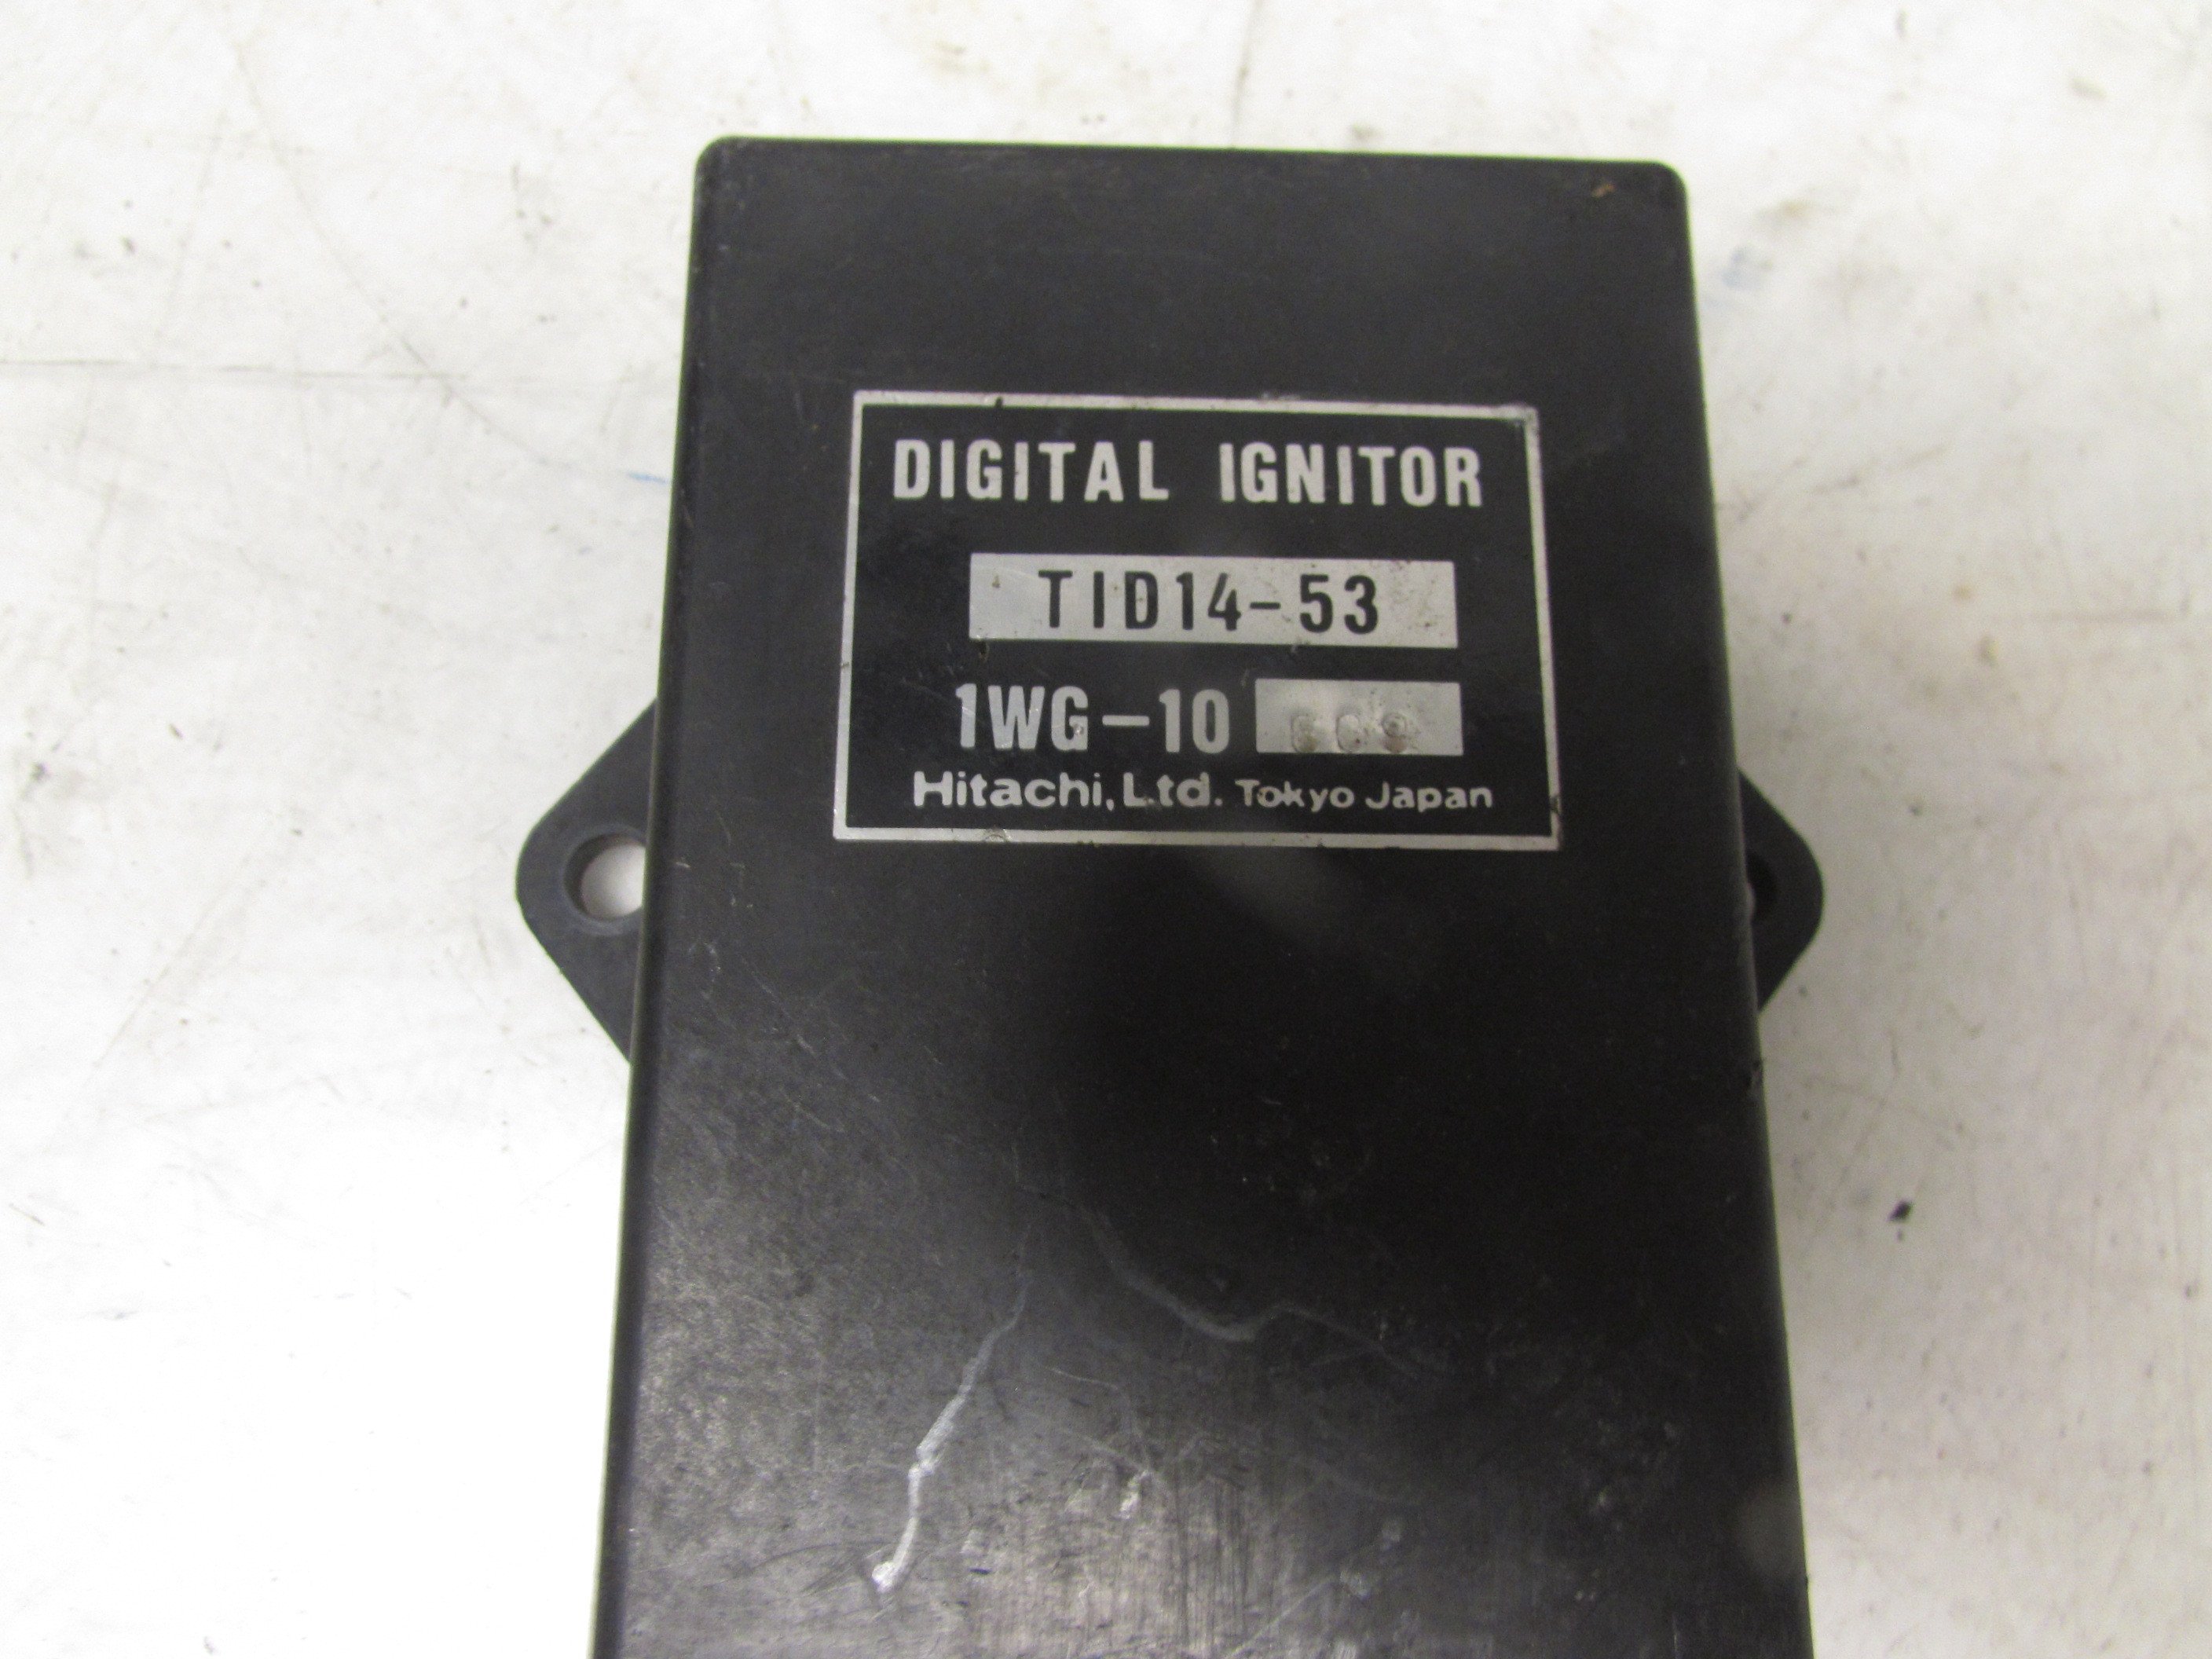 DIGITAL IGNITOR
TID14-53
1WG-10
Hitachi, Ltd. Tokyo Japan